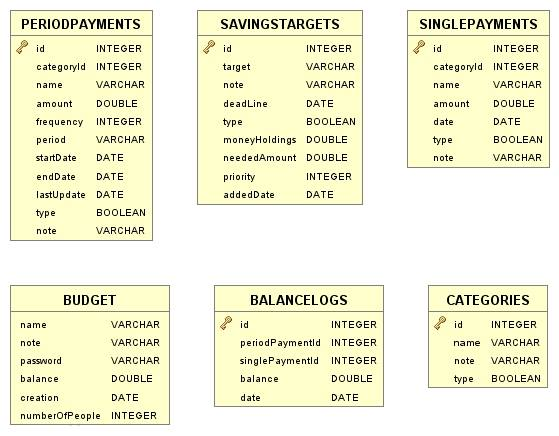 PERIODPAYMENTS
id INTEGER
categoryId INTEGER
name VARCHAR
amount DOUBLE
frequency INTEGER
period VARCHAR
startDate DATE
endDate DATE
lastUpdate DATE
type BOOLEAN
note VARCHAR
SAVINGSTARGETS
id INTEGER
target VARCHAR
note VARCHAR
deadLine DATE
type BOOLEAN
moneyHoldings DOUBLE
neededAmount DOUBLE
priority INTEGER
addedDate DATE
SINGLEPAYMENTS
id INTEGER
categoryId INTEGER
name VARCHAR
amount DOUBLE
date DATE
type BOOLEAN
note VARCHAR
BUDGET
name VARCHAR
note VARCHAR
password VARCHAR
balance DOUBLE
creation DATE
numberOfPeople INTEGER
BALANCELOGS
id INTEGER
periodPaymentId INTEGER
singlePaymentId INTEGER
balance DOUBLE
date DATE
CATEGORIES
id INTEGER
name VARCHAR
note VARCHAR
type BOOLEAN